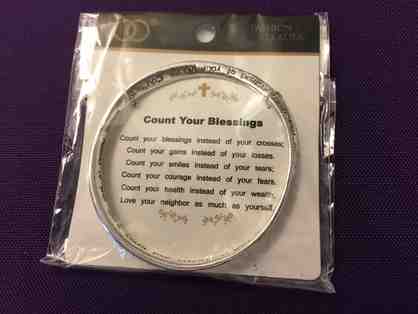 FASHION
Count Your Blessings
Count your blessings instead of your crosses;
Count your gains instead of your losses.
Count your smiles instead of your tears;
Count your courage instead of your fears.
Count your health instead of your wealth,
Love your neighbor as much as yourself.